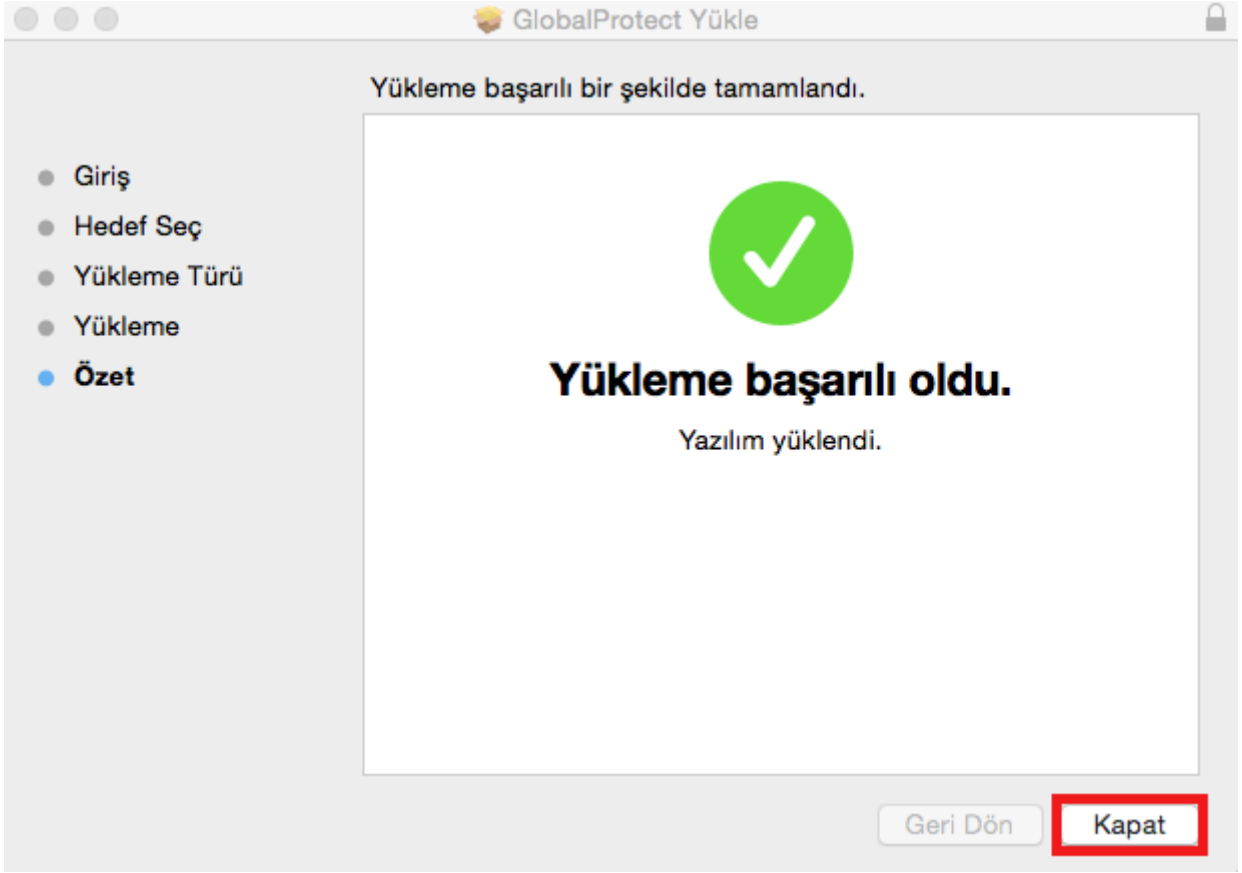 GlobalProtect Yükle
Yükleme başarılı bir şekilde tamamlandı.
Giriş
Hedef Seç
Yükleme Türü
Yükleme
Özet
Yükleme başarılı oldu.
Yazılım yüklendi.
Geri Dön
Kapat